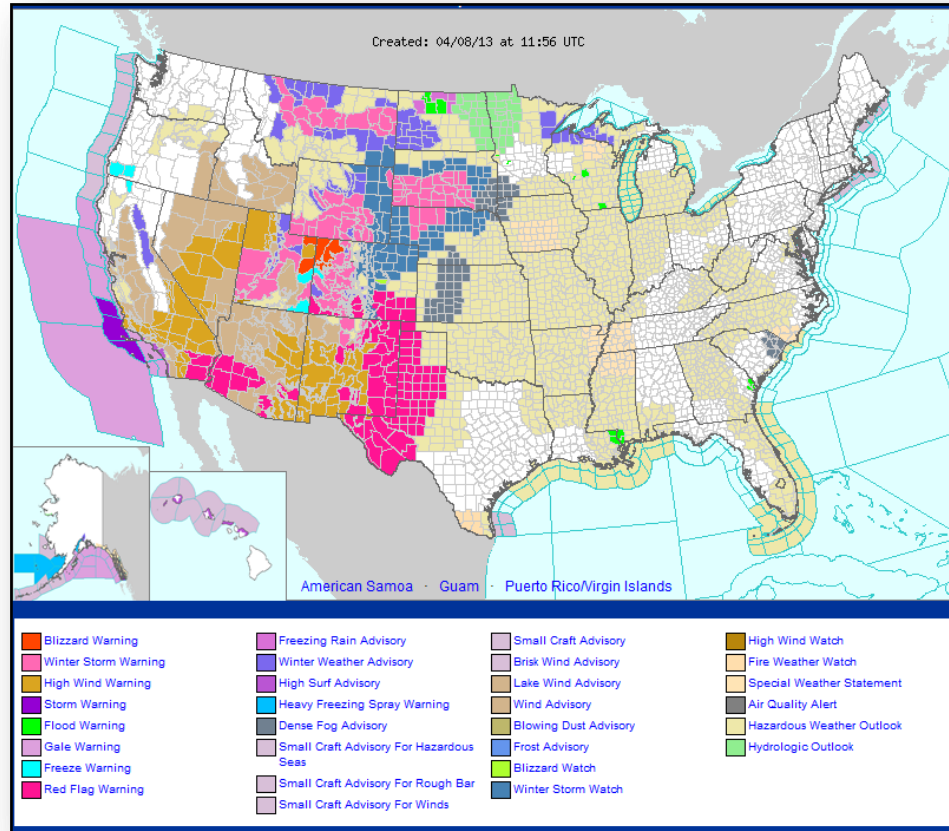 Created: 04/08/13 at 11:56 UTC
American Samoa · Guam · Puerto Rico/Virgin Islands
Blizzard Warning
Winter Storm Warning
High Wind Warning
Storm Warning
Flood Warning
Gale Warning
Freeze Warning
Red Flag Warning
Freezing Rain Advisory
Winter Weather Advisory
High Surf Advisory
Heavy Freezing Spray Warning
Dense Fog Advisory
Small Craft Advisory For Hazardous
Seas
Small Craft Advisory For Rough Bar
Small Craft Advisory For Winds
Small Craft Advisory
Brisk Wind Advisory
Lake Wind Advisory
Wind Advisory
Blowing Dust Advisory
Frost Advisory
Blizzard Watch
Winter Storm Watch
High Wind Watch
Fire Weather Watch
Special Weather Statement
Air Quality Alert
Hazardous Weather Outlook
Hydrologic Outlook